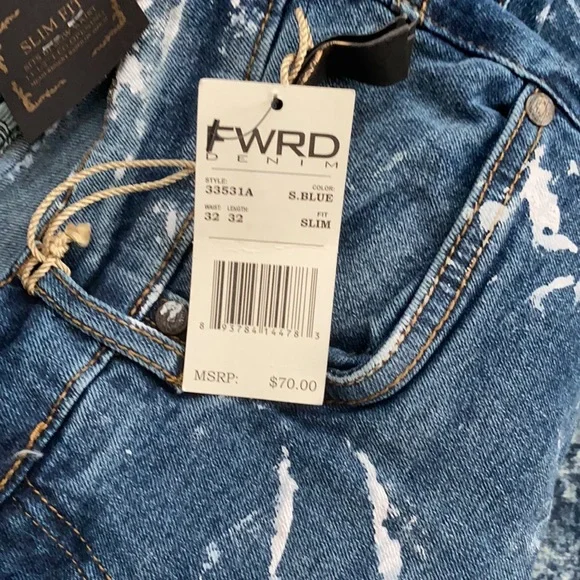 SLIM FIT
FWRD
DENIM
STYLE: COLOR:
33531A S.BLUE
WAIST: LENGTH: FIT
32 32 SLIM
8 93784 14478 3
MSRP: $70.00